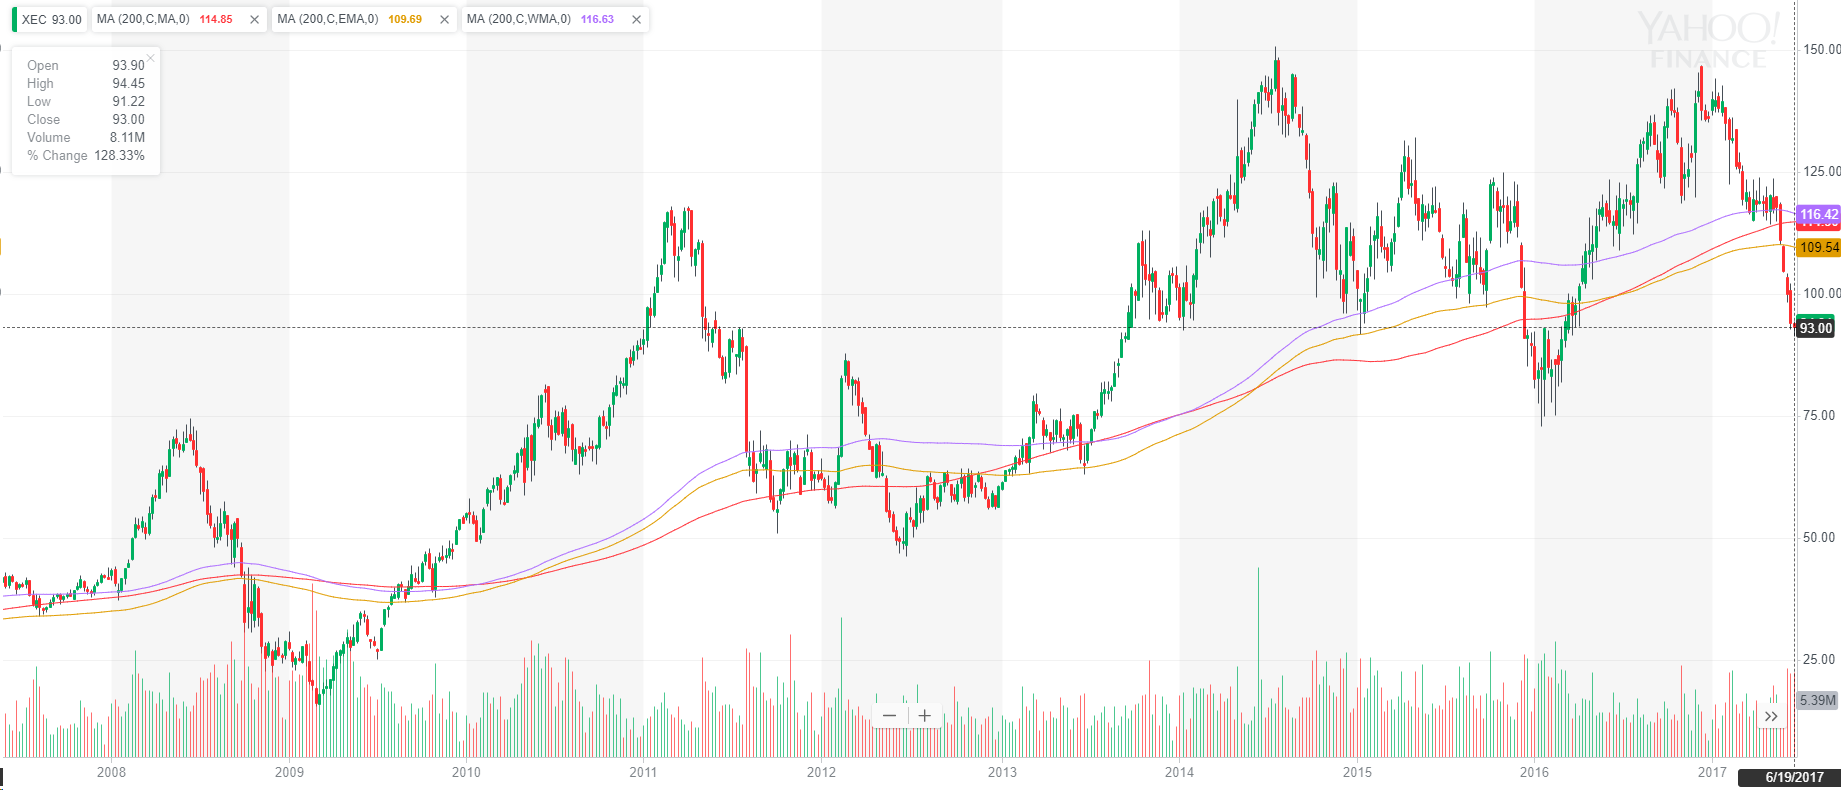 XEC 93.00 MA (200,C,MA,0) 114.85 MA (200,C,EMA,0) 109.69 MA (200,C,WMA,0) 116.63
YAHOO!
FINANCE
Open 93.90
High 94.45
Low 91.22
Close 93.00
Volume 8.11M
% Change 128.33%
150.00
125.00
116.42
109.54
100.00
93.00
75.00
50.00
25.00
5.39M
2008 2009 2010 2011 2012 2013 2014 2015 2016 2017
6/19/2017